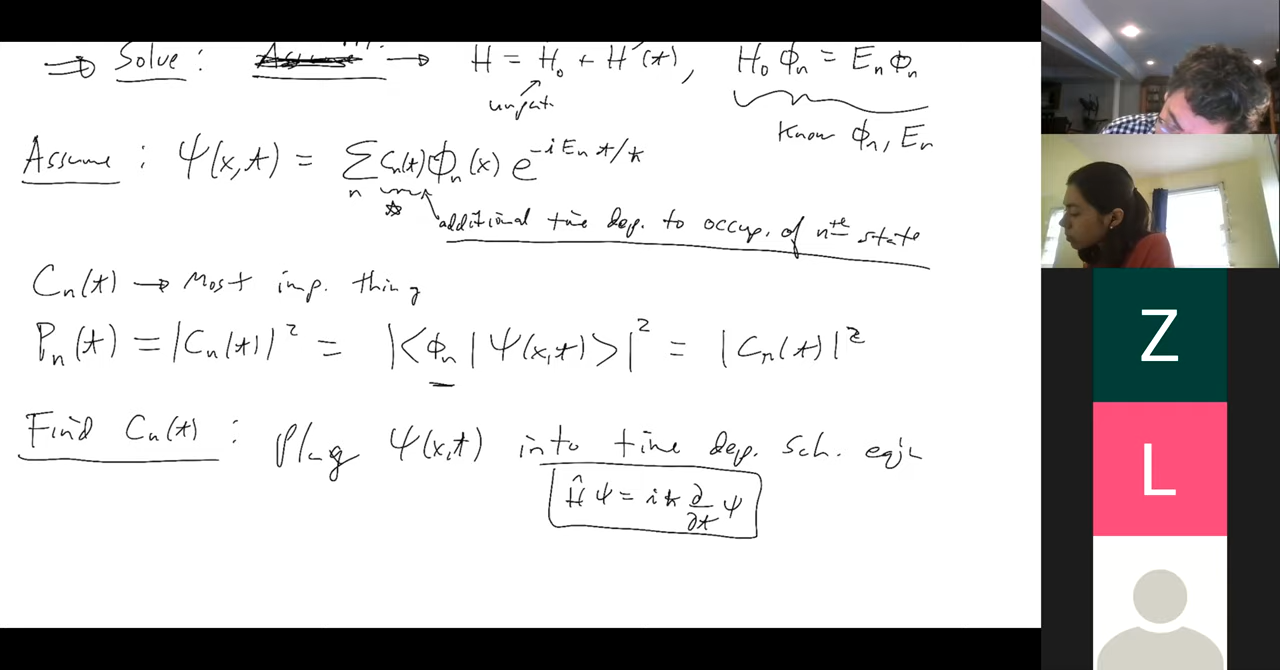 ⇒ Solve : → H = H₀ + H'(t), H₀ ϕₙ = Eₙ ϕₙ
unpert. Know ϕₙ, Eₙ
Assume : Ψ(x,t) = Σₙ Cₙ(t) ϕₙ(x) e^{-iEₙt/ℏ}
☆ additional time dep. to occup. of nᵗʰ state
Cₙ(t) → Most imp. thing
Pₙ(t) = |Cₙ(t)|² = |<ϕₙ|Ψ(x,t)>|² = |Cₙ(t)|²
Find Cₙ(t) : Plug Ψ(x,t) into time dep. Sch. eqn
Ĥ Ψ = iℏ ∂/∂t Ψ
Z
L